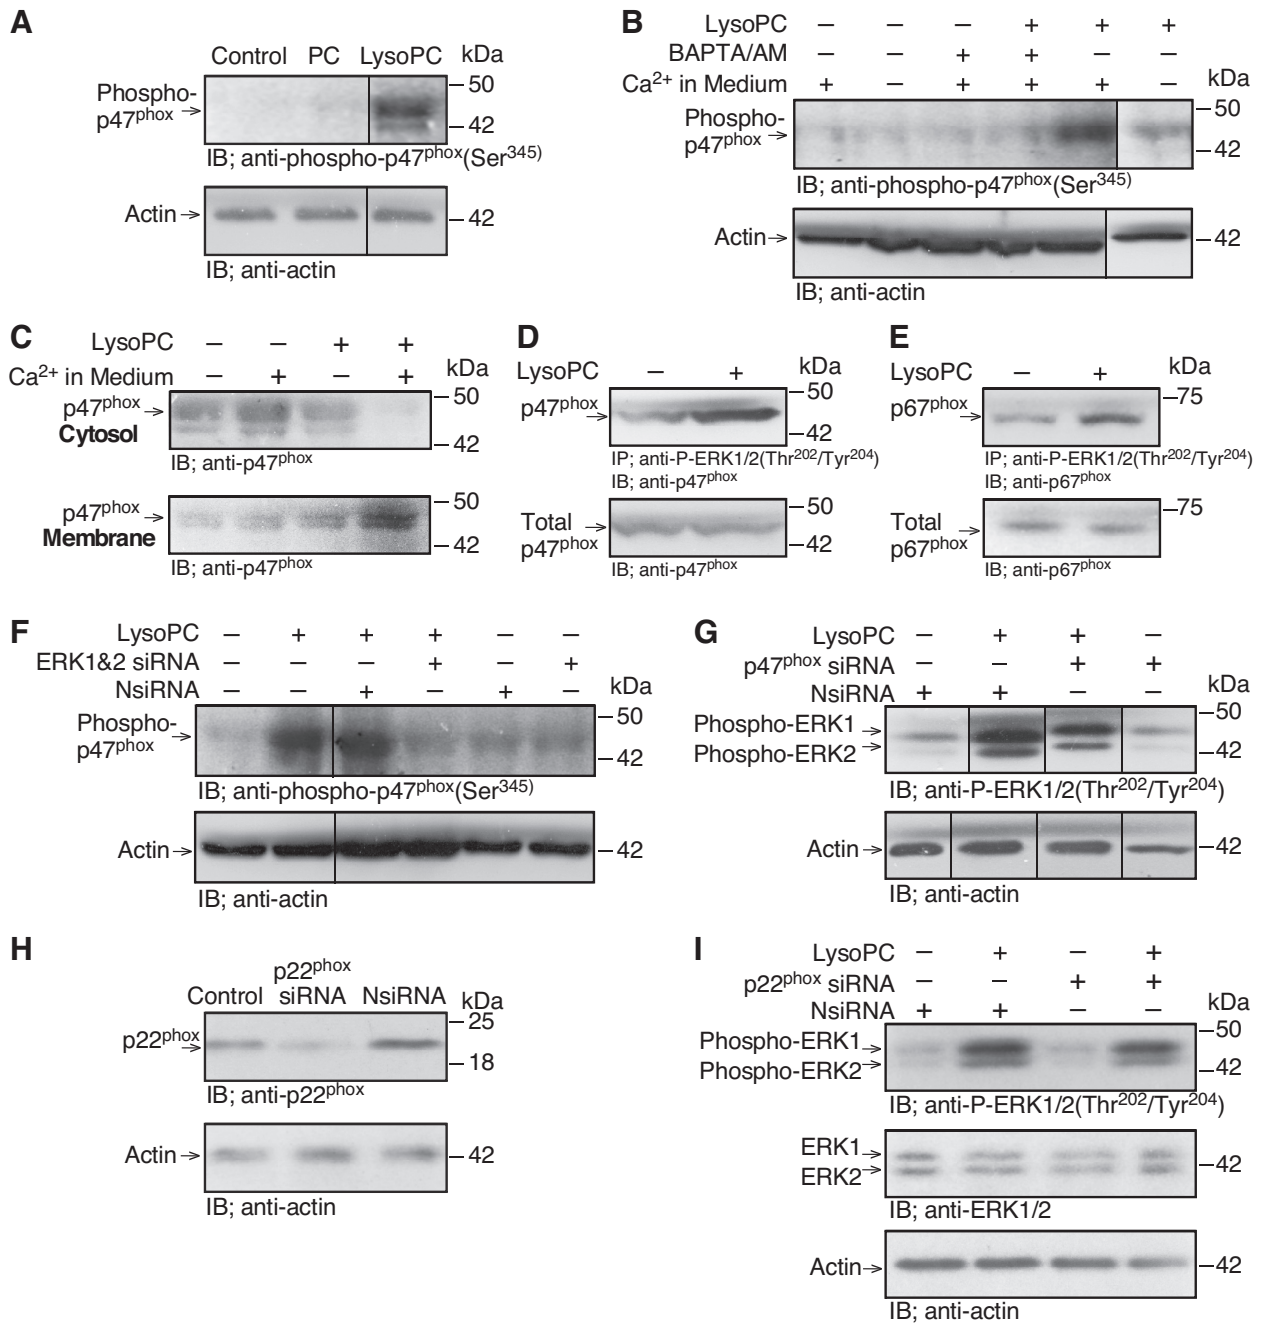 A
Control PC LysoPC kDa
Phospho-
p47phox → 50
42
IB; anti-phospho-p47phox(Ser345)
Actin→ 42
IB; anti-actin
B
LysoPC − − − + + +
BAPTA/AM − − + + − −
Ca2+ in Medium + − + + + − kDa
Phospho-
p47phox → 50
42
IB; anti-phospho-p47phox(Ser345)
Actin→ 42
IB; anti-actin
C
LysoPC − − + +
Ca2+ in Medium − + − + kDa
p47phox → 50
Cytosol 42
IB; anti-p47phox
p47phox → 50
Membrane 42
IB; anti-p47phox
D
LysoPC − + kDa
p47phox → 50
42
IP; anti-P-ERK1/2(Thr202/Tyr204)
IB; anti-p47phox
Total → 50
p47phox 42
IB; anti-p47phox
E
LysoPC − + kDa
p67phox → 75
IP; anti-P-ERK1/2(Thr202/Tyr204)
IB; anti-p67phox
Total → 75
p67phox
IB; anti-p67phox
F
LysoPC − + + + − −
ERK1&2 siRNA − − − + − +
NsiRNA − − + − + − kDa
Phospho-
p47phox → 50
42
IB; anti-phospho-p47phox(Ser345)
Actin→ 42
IB; anti-actin
G
LysoPC − + + −
p47phox siRNA − − + +
NsiRNA + + − − kDa
Phospho-ERK1→ 50
Phospho-ERK2→ 42
IB; anti-P-ERK1/2(Thr202/Tyr204)
Actin→ 42
IB; anti-actin
H
p22phox
Control siRNA NsiRNA kDa
p22phox → 25
18
IB; anti-p22phox
Actin→ 42
IB; anti-actin
I
LysoPC − + − +
p22phox siRNA − − + +
NsiRNA + + − − kDa
Phospho-ERK1→ 50
Phospho-ERK2→ 42
IB; anti-P-ERK1/2(Thr202/Tyr204)
ERK1→
ERK2→ 42
IB; anti-ERK1/2
Actin→ 42
IB; anti-actin